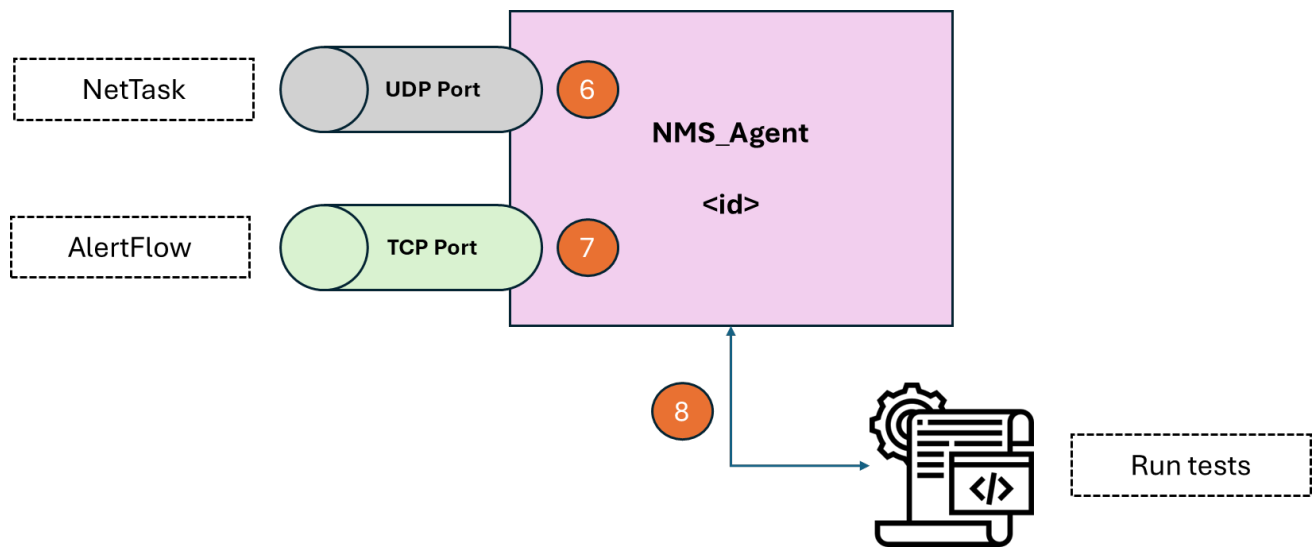 NetTask
UDP Port
6
NMS_Agent
<id>
AlertFlow
TCP Port
7
8
</>
Run tests